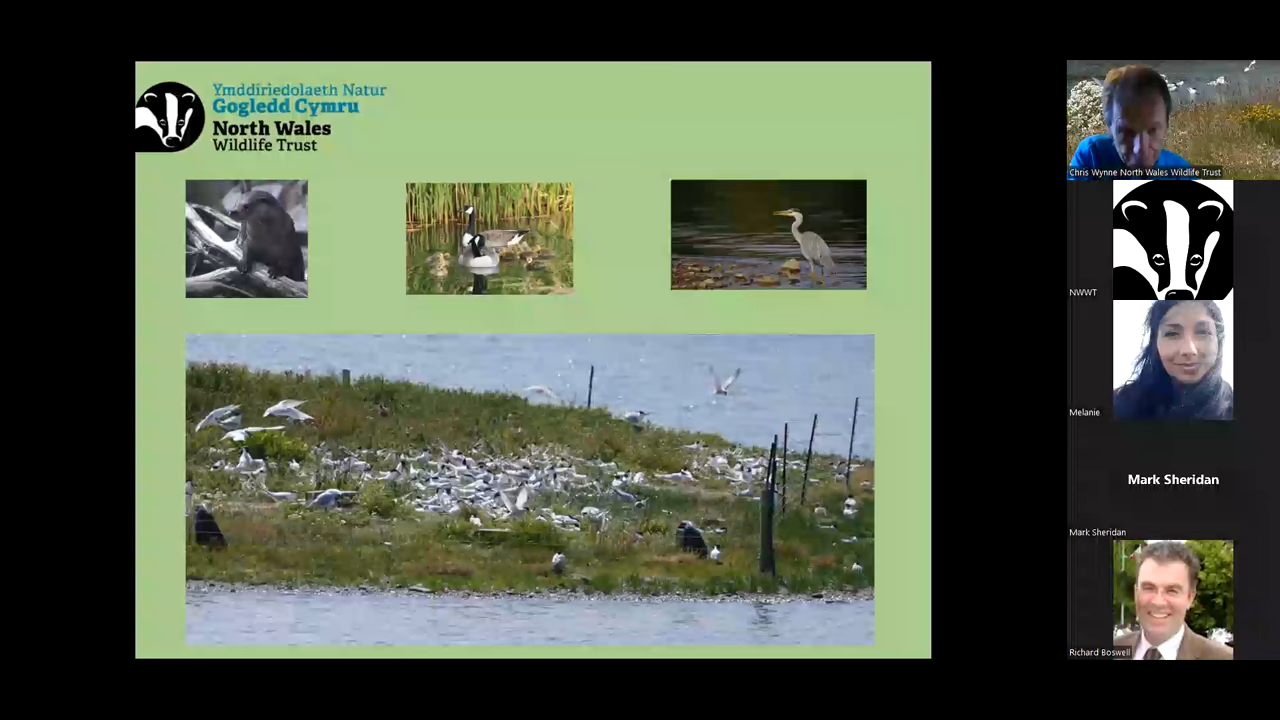 Ymddiriedolaeth Natur
Gogledd Cymru
North Wales
Wildlife Trust
Chris Wynne North Wales Wildlife Trust
NWWT
Melanie
Mark Sheridan
Mark Sheridan
Richard Boswell